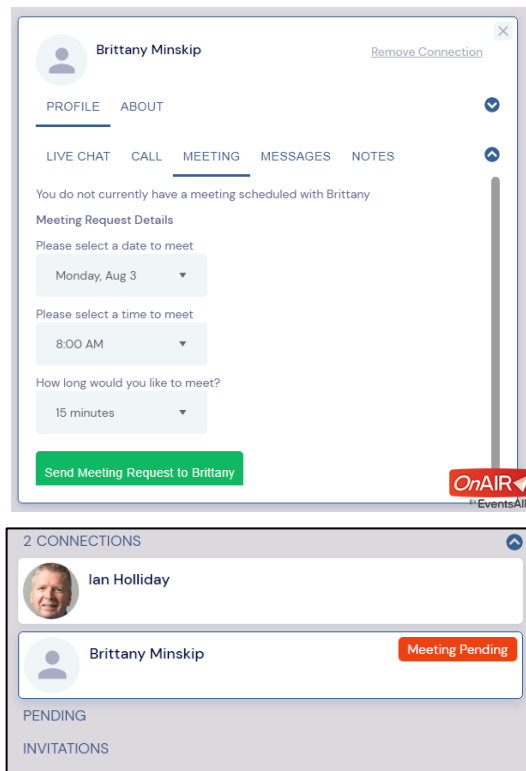 Brittany Minskip
Remove Connection
PROFILE ABOUT
LIVE CHAT CALL MEETING MESSAGES NOTES
You do not currently have a meeting scheduled with Brittany
Meeting Request Details
Please select a date to meet
Monday, Aug 3
Please select a time to meet
8:00 AM
How long would you like to meet?
15 minutes
Send Meeting Request to Brittany
OnAIR
BY EventsAIR
2 CONNECTIONS
Ian Holliday
Brittany Minskip
Meeting Pending
PENDING
INVITATIONS